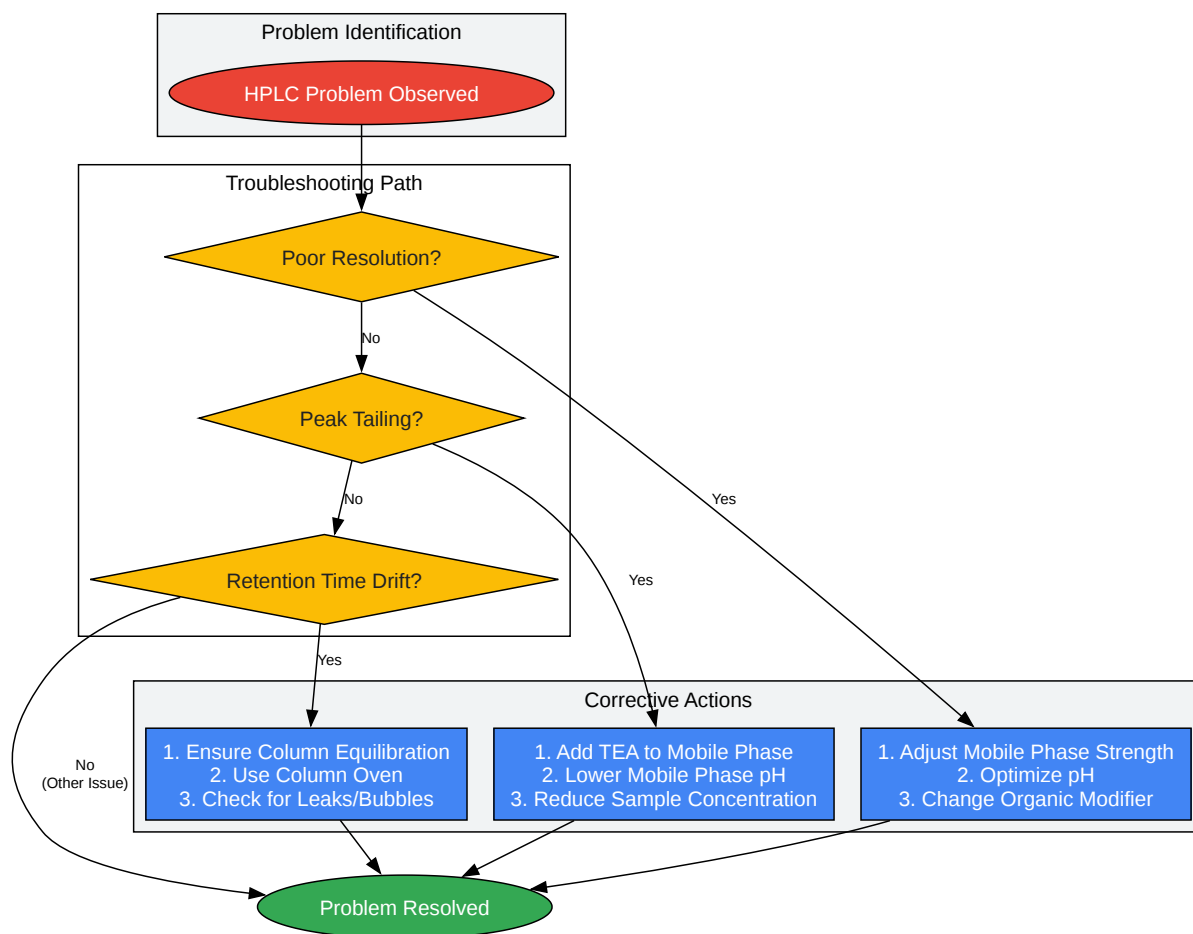 Problem Identification
HPLC Problem Observed
Troubleshooting Path
Poor Resolution?
No
Peak Tailing?
No
Yes
Retention Time Drift?
Yes
Yes
Corrective Actions
1. Ensure Column Equilibration
2. Use Column Oven
3. Check for Leaks/Bubbles
1. Add TEA to Mobile Phase
2. Lower Mobile Phase pH
3. Reduce Sample Concentration
1. Adjust Mobile Phase Strength
2. Optimize pH
3. Change Organic Modifier
No
(Other Issue)
Problem Resolved